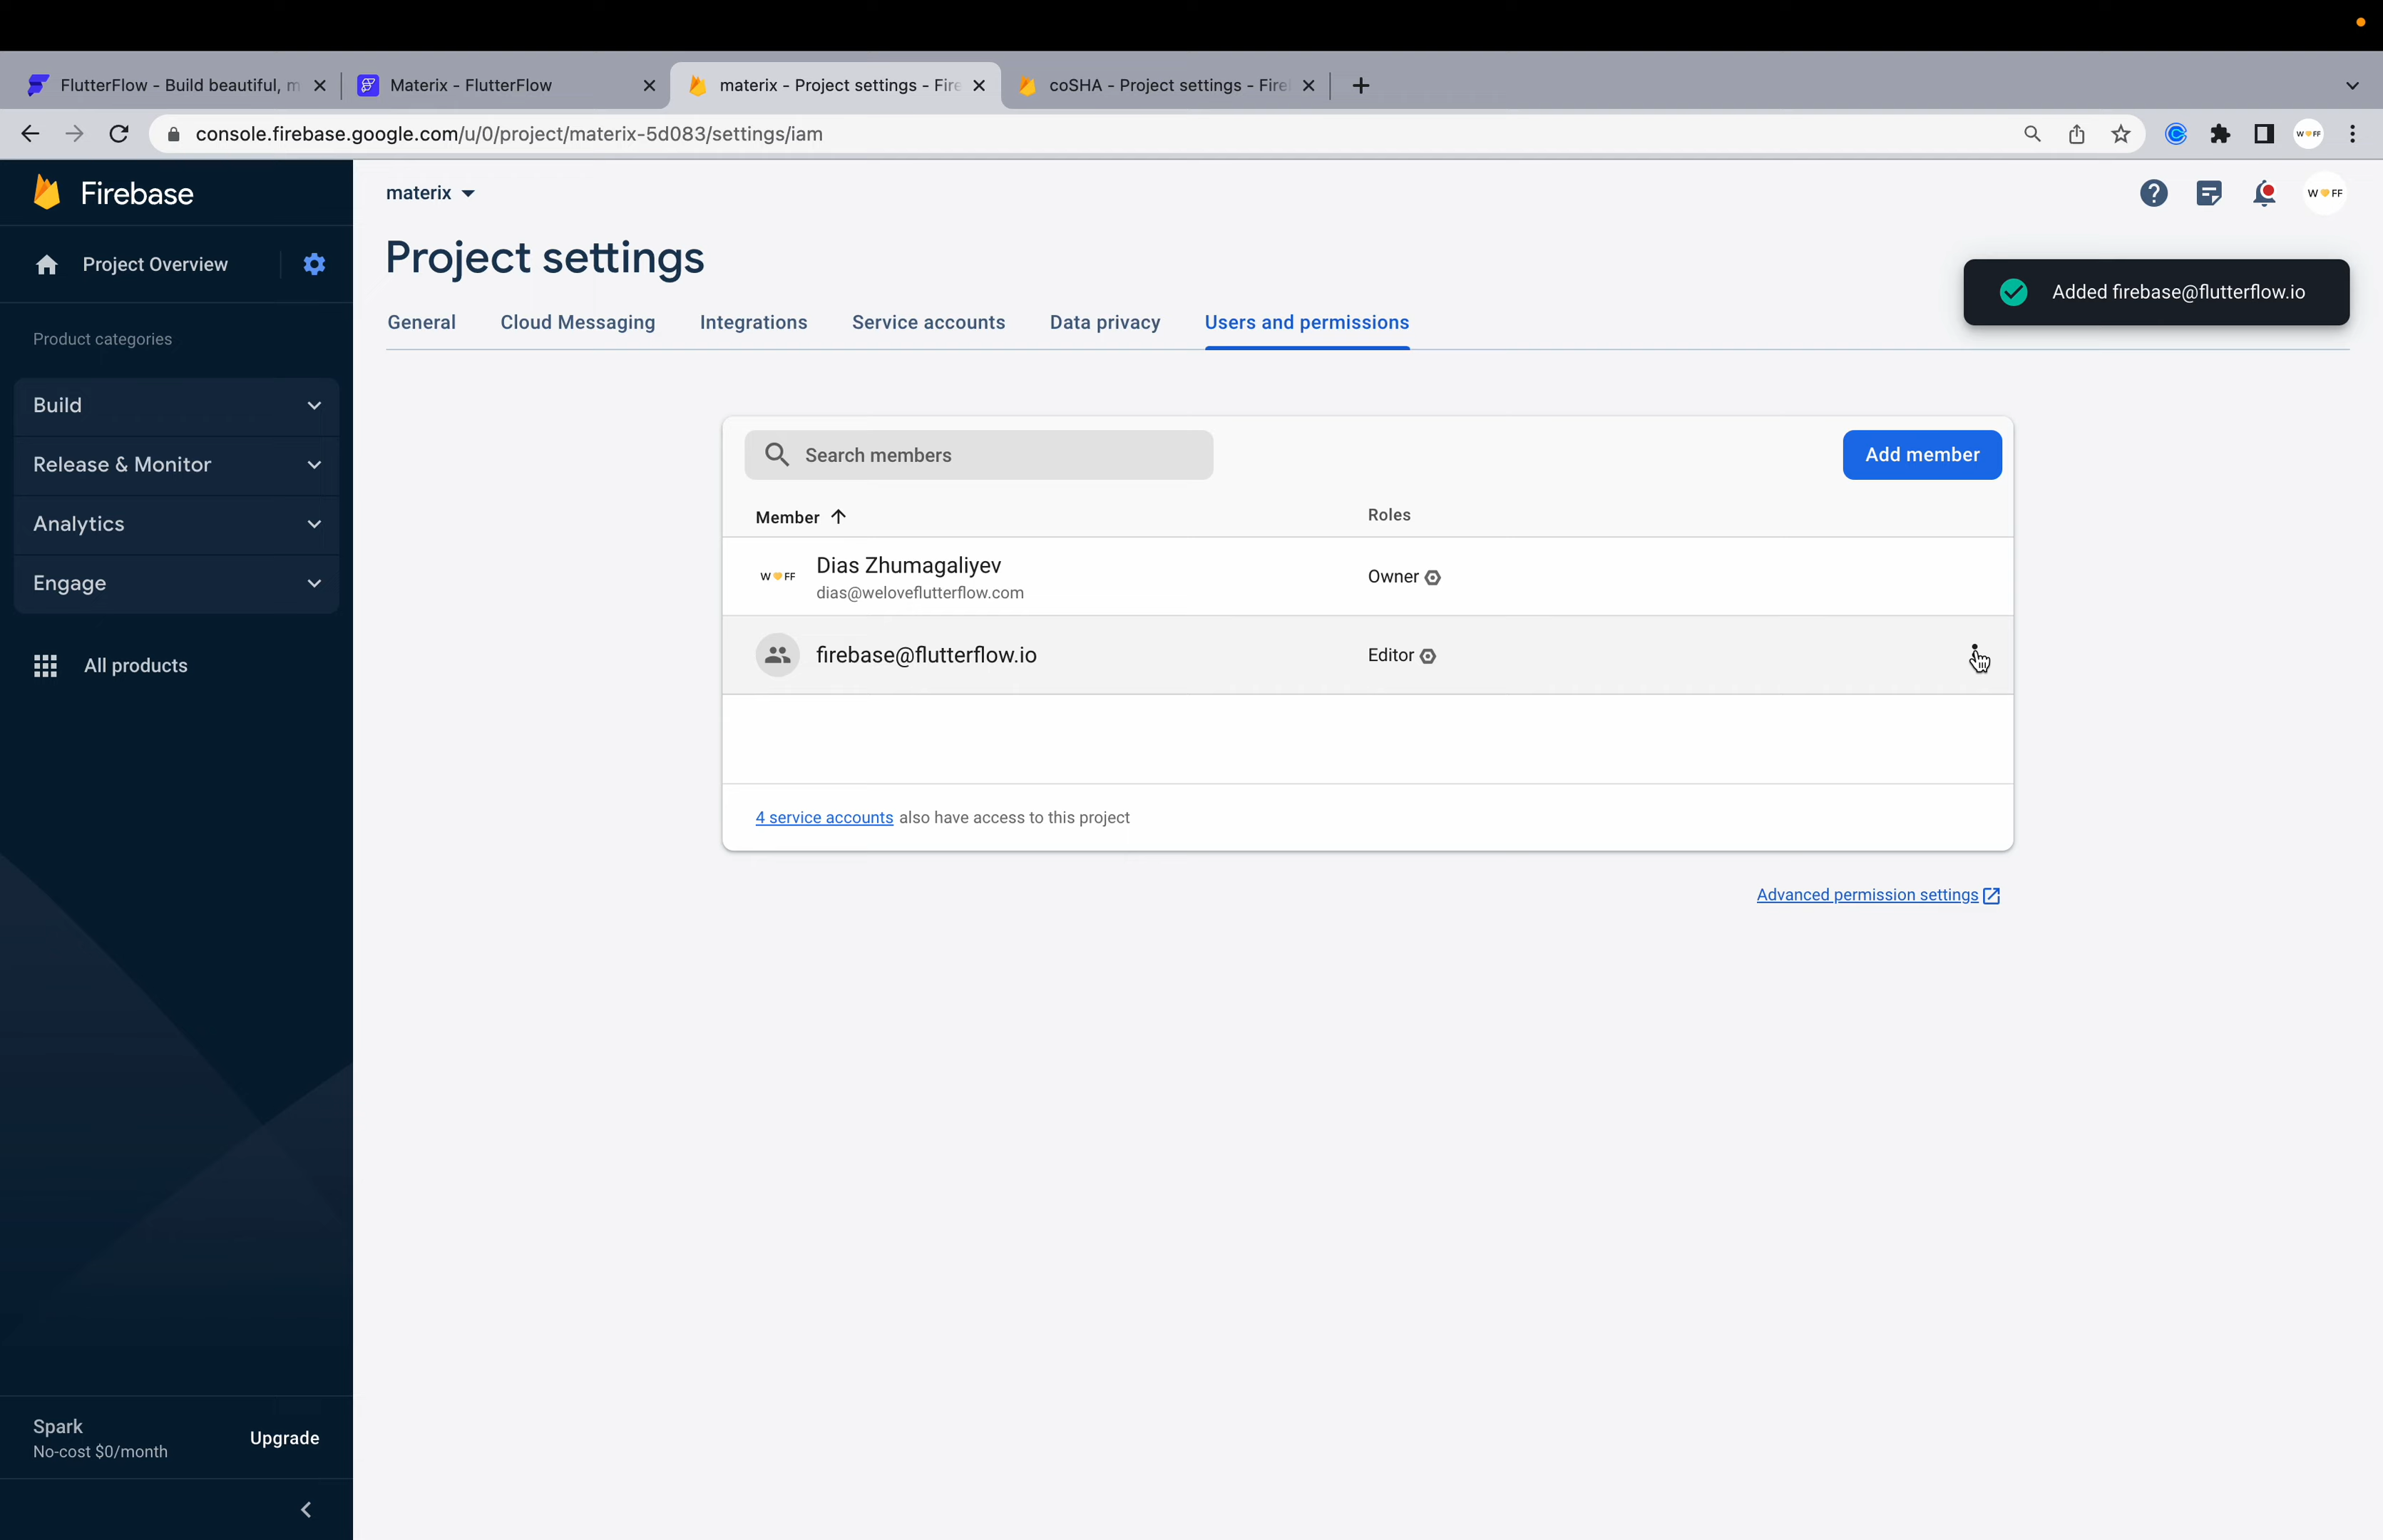 FlutterFlow - Build beautiful, m
Materix - FlutterFlow
materix - Project settings - Fire
coSHA - Project settings - Fire
console.firebase.google.com/u/0/project/materix-5d083/settings/iam
W FF
Firebase
materix
W FF
Project Overview
Project settings
Added firebase@flutterflow.io
General
Cloud Messaging
Integrations
Service accounts
Data privacy
Users and permissions
Product categories
Build
Release & Monitor
Analytics
Engage
All products
Search members
Add member
Member
Roles
W FF
Dias Zhumagaliyev
dias@weloveflutterflow.com
Owner
firebase@flutterflow.io
Editor
4 service accounts also have access to this project
Advanced permission settings
Spark
No-cost $0/month
Upgrade